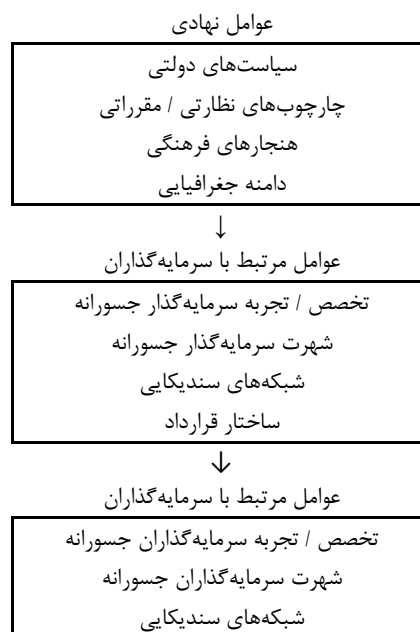 عوامل نهادی
سیاست‌های دولتی
چارچوب‌های نظارتی / مقرراتی
هنجارهای فرهنگی
دامنه جغرافیایی
↓
عوامل مرتبط با سرمایه‌گذاران
تخصص / تجربه سرمایه‌گذار جسورانه
شهرت سرمایه‌گذار جسورانه
شبکه‌های سندیکایی
ساختار قرارداد
↓
عوامل مرتبط با سرمایه‌گذاران
تخصص / تجربه سرمایه‌گذاران جسورانه
شهرت سرمایه‌گذاران جسورانه
شبکه‌های سندیکایی